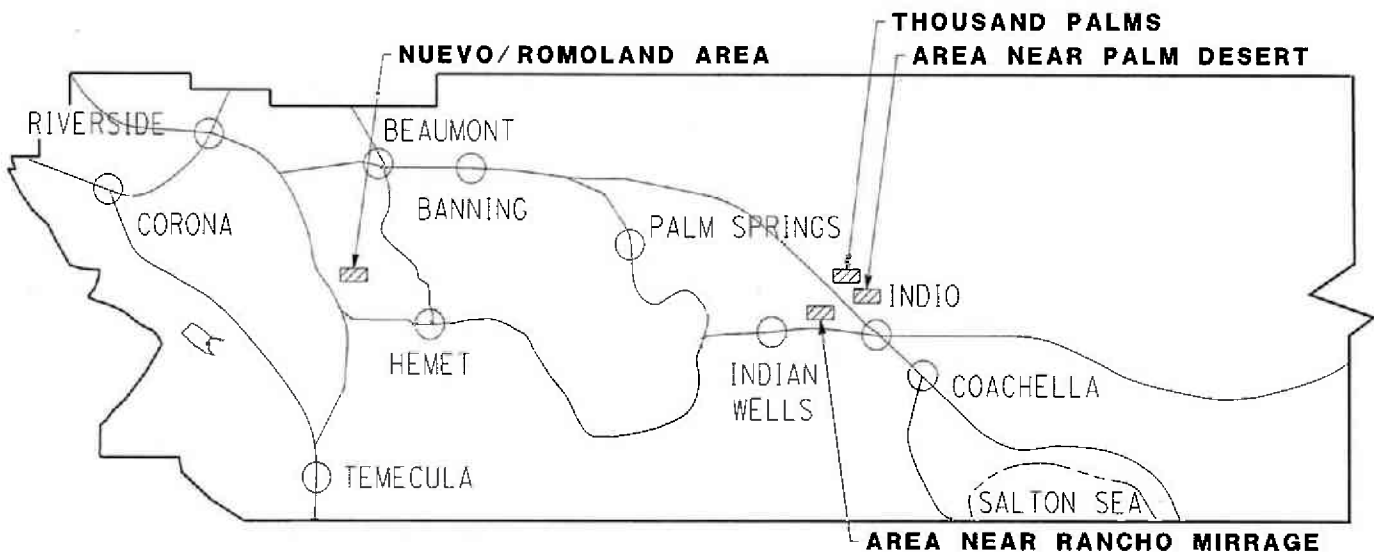 THOUSAND PALMS
NUEVO/ROMOLAND AREA
AREA NEAR PALM DESERT
RIVERSIDE
BEAUMONT
BANNING
CORONA
PALM SPRINGS
INDIO
HEMET
INDIAN
WELLS
COACHELLA
TEMECULA
SALTON SEA
AREA NEAR RANCHO MIRRAGE